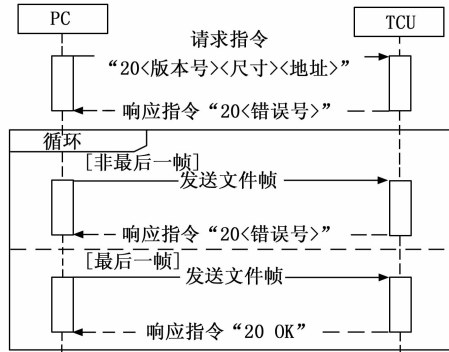 PC
TCU
请求指令
“20<版本号><尺寸><地址>”
响应指令“20<错误号>”
循环
[非最后一帧]
发送文件帧
响应指令“20<错误号>”
[最后一帧]
发送文件帧
响应指令“20 OK”